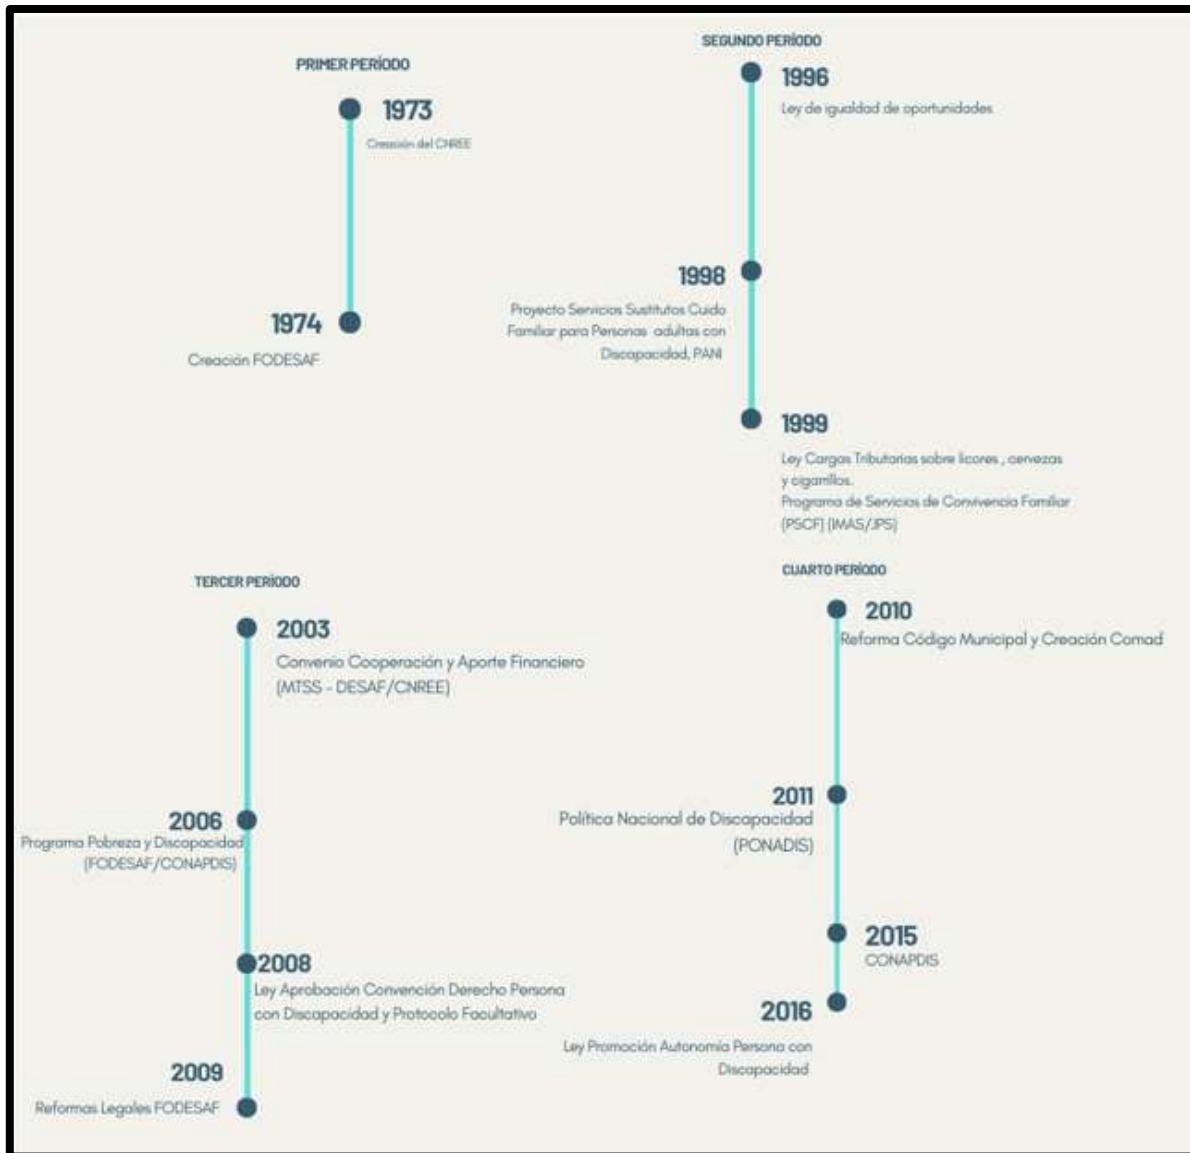 PRIMER PERÍODO
1973
Creación del CNREE
1974
Creación FODESAF
SEGUNDO PERÍODO
1996
Ley de igualdad de oportunidades
1998
Proyecto Servicios Sustitutos Cuido
Familiar para Personas adultas con
Discapacidad, PANI
1999
Ley Cargas Tributarias sobre licores , cervezas
y cigarrillos.
Programa de Servicios de Convivencia Familiar
(PSCF) (IMAS/JPS)
TERCER PERÍODO
2003
Convenio Cooperación y Aporte Financiero
(MTSS - DESAF/CNREE)
2006
Programa Pobreza y Discapacidad
(FODESAF/CONAPDIS)
2008
Ley Aprobación Convención Derecho Persona
con Discapacidad y Protocolo Facultativo
2009
Reformas Legales FODESAF
CUARTO PERÍODO
2010
Reforma Código Municipal y Creación Comad
2011
Política Nacional de Discapacidad
(PONADIS)
2015
CONAPDIS
2016
Ley Promoción Autonomía Persona con
Discapacidad